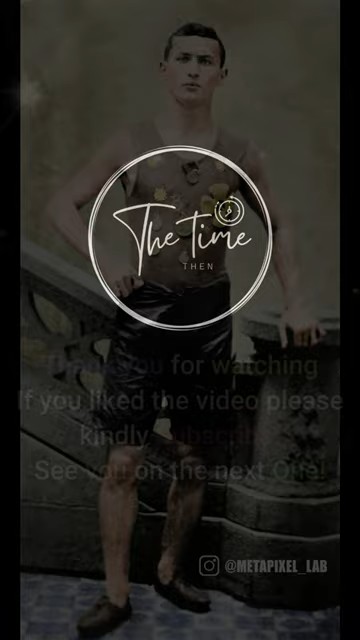 The Time
THEN
Thank you for watching
If you liked the video please
kindly subscribe
See you on the next One!
@METAPIXEL_LAB